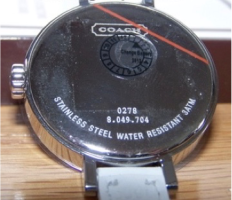 COACH
0278
8.049.704
STAINLESS STEEL WATER RESISTANT 3ATM